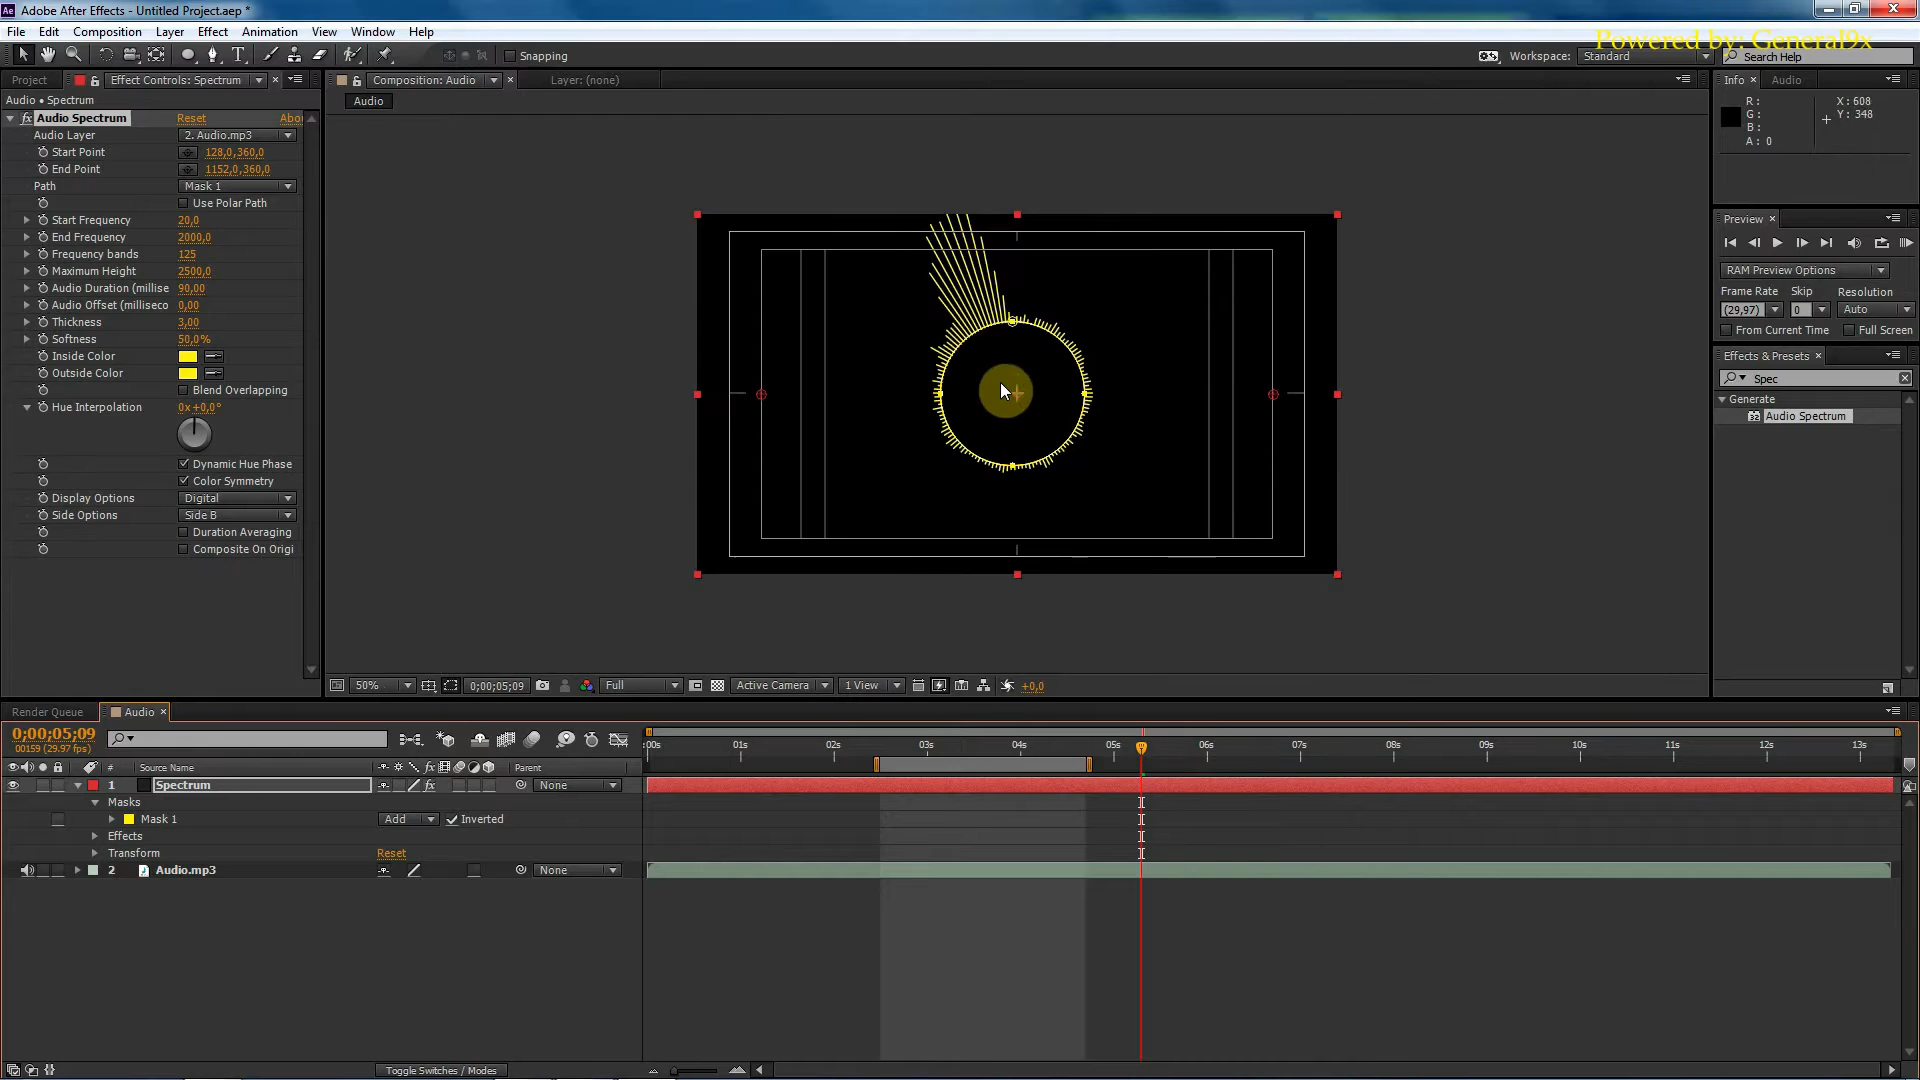 Adobe After Effects - Untitled Project.aep *
File Edit Composition Layer Effect Animation View Window Help
Powered by: General9x
Snapping
Workspace: Standard
Search Help
Project
Effect Controls: Spectrum
Composition: Audio
Layer: (none)
Info
Audio
Audio • Spectrum
Audio
Audio Spectrum Reset Abou
Audio Layer 2. Audio.mp3
Start Point 128,0,360,0
End Point 1152,0,360,0
Path Mask 1
Use Polar Path
Start Frequency 20,0
End Frequency 2000,0
Frequency bands 125
Maximum Height 2500,0
Audio Duration (millise 90,00
Audio Offset (milliseco 0,00
Thickness 3,00
Softness 50,0%
Inside Color
Outside Color
Blend Overlapping
Hue Interpolation 0x+0,0°
Dynamic Hue Phase
Color Symmetry
Display Options Digital
Side Options Side B
Duration Averaging
Composite On Origi
R :
G :
B :
A : 0
X : 608
Y : 348
Preview
RAM Preview Options
Frame Rate Skip Resolution
(29,97) 0 Auto
From Current Time Full Screen
Effects & Presets
Spec
Generate
Audio Spectrum
50% 0;00;05;09 Full Active Camera 1 View +0,0
Render Queue Audio
0;00;05;09
00159 (29.97 fps)
:00s 01s 02s 03s 04s 05s 06s 07s 08s 09s 10s 11s 12s 13s
# Source Name Parent
1 Spectrum None
Masks
Mask 1 Add Inverted
Effects
Transform Reset
2 Audio.mp3 None
Toggle Switches / Modes